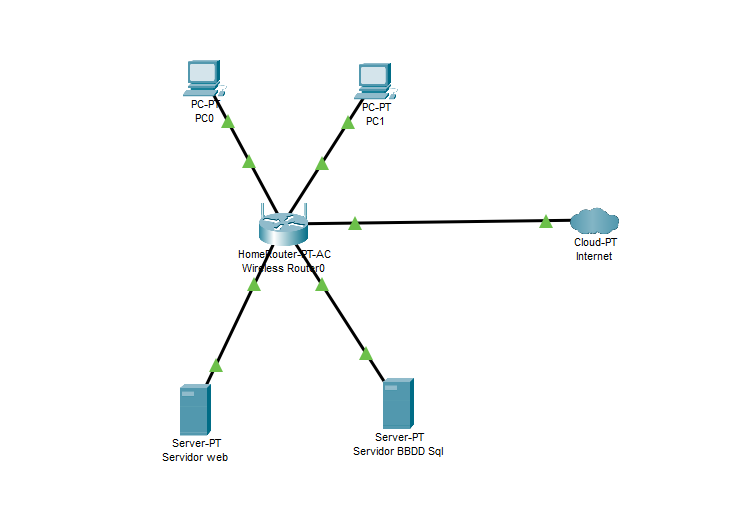 PC-PT
PC0
PC-PT
PC1
HomeRouter-PT-AC
Wireless Router0
Cloud-PT
Internet
Server-PT
Servidor web
Server-PT
Servidor BBDD Sql